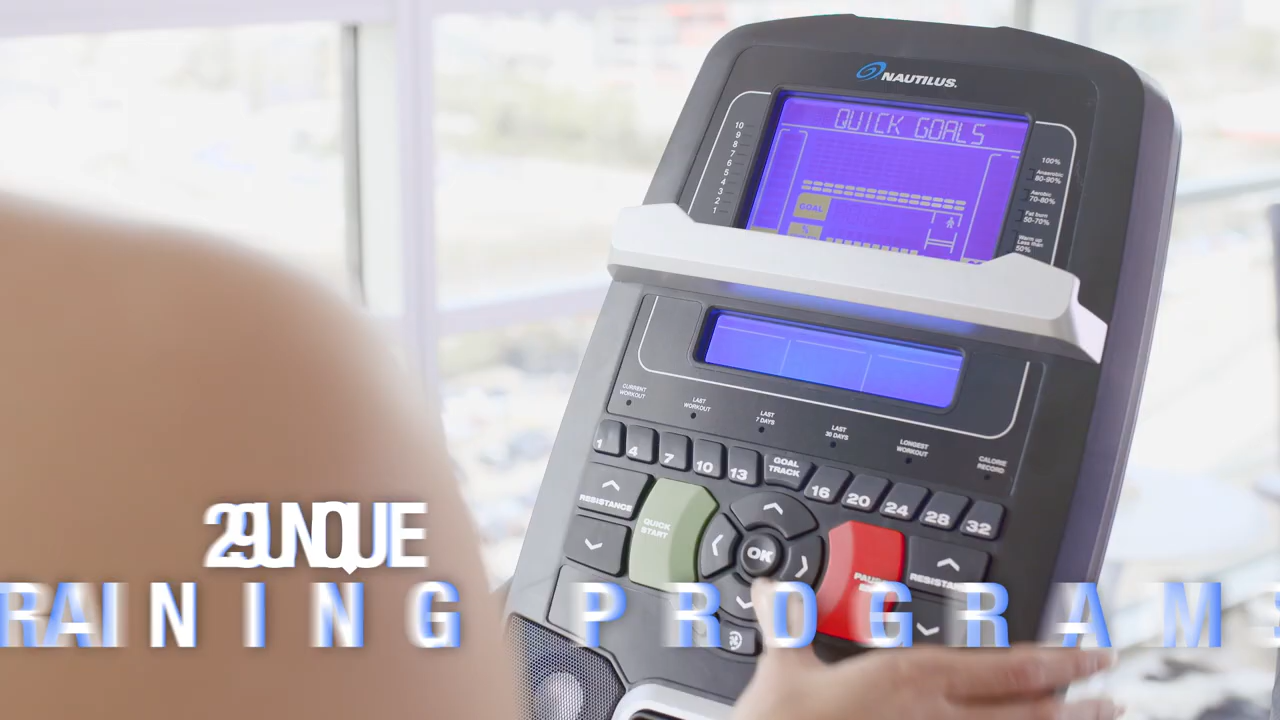 NAUTILUS
QUICK GOALS
10
9
8
7
6
5
4
3
2
1
100%
Anaerobic
80-90%
Aerobic
70-80%
Fat burn
50-70%
Warm up
Less than
50%
GOAL
%
CURRENT
WORKOUT
LAST
WORKOUT
LAST
7 DAYS
LAST
30 DAYS
LONGEST
WORKOUT
CALORIE
RECORD
1 4 7 10 13 GOAL TRACK 16 20 24 28 32
RESISTANCE
QUICK
START
OK
29 UNIQUE
RAINING PROGRAMS